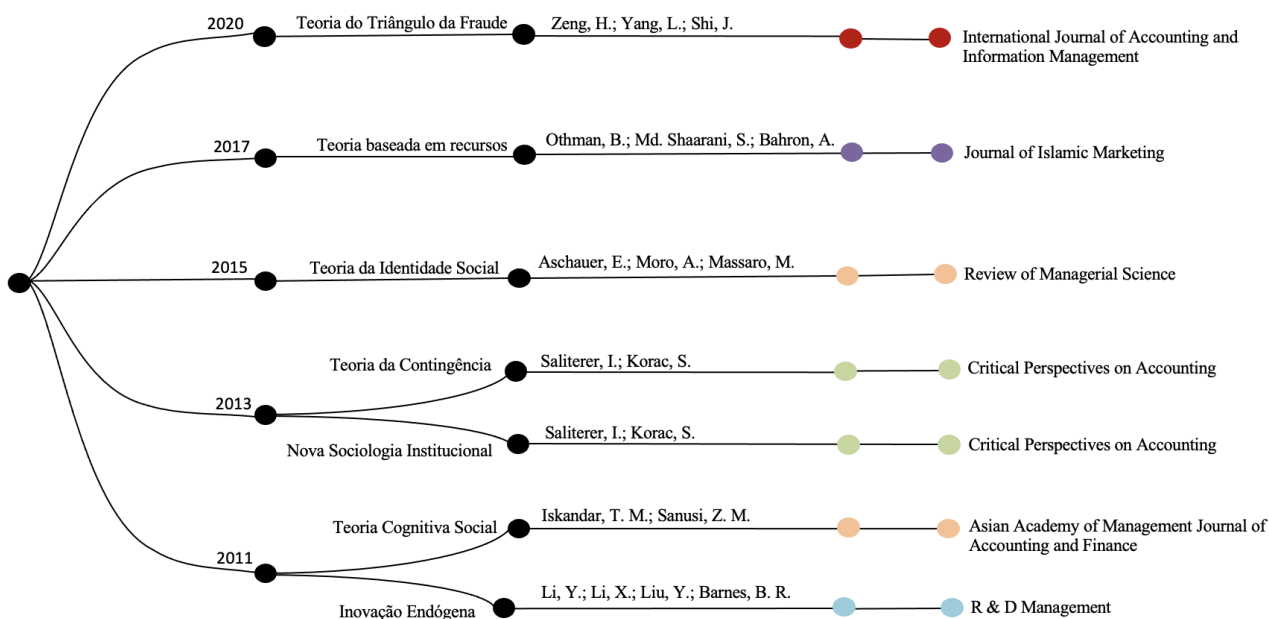 2020
Teoria do Triângulo da Fraude
Zeng, H.; Yang, L.; Shi, J.
International Journal of Accounting and
Information Management
2017
Teoria baseada em recursos
Othman, B.; Md. Shaarani, S.; Bahron, A.
Journal of Islamic Marketing
2015
Teoria da Identidade Social
Aschauer, E.; Moro, A.; Massaro, M.
Review of Managerial Science
2013
Teoria da Contingência
Saliterer, I.; Korac, S.
Critical Perspectives on Accounting
Nova Sociologia Institucional
Saliterer, I.; Korac, S.
Critical Perspectives on Accounting
2011
Teoria Cognitiva Social
Iskandar, T. M.; Sanusi, Z. M.
Asian Academy of Management Journal of
Accounting and Finance
Inovação Endógena
Li, Y.; Li, X.; Liu, Y.; Barnes, B. R.
R & D Management